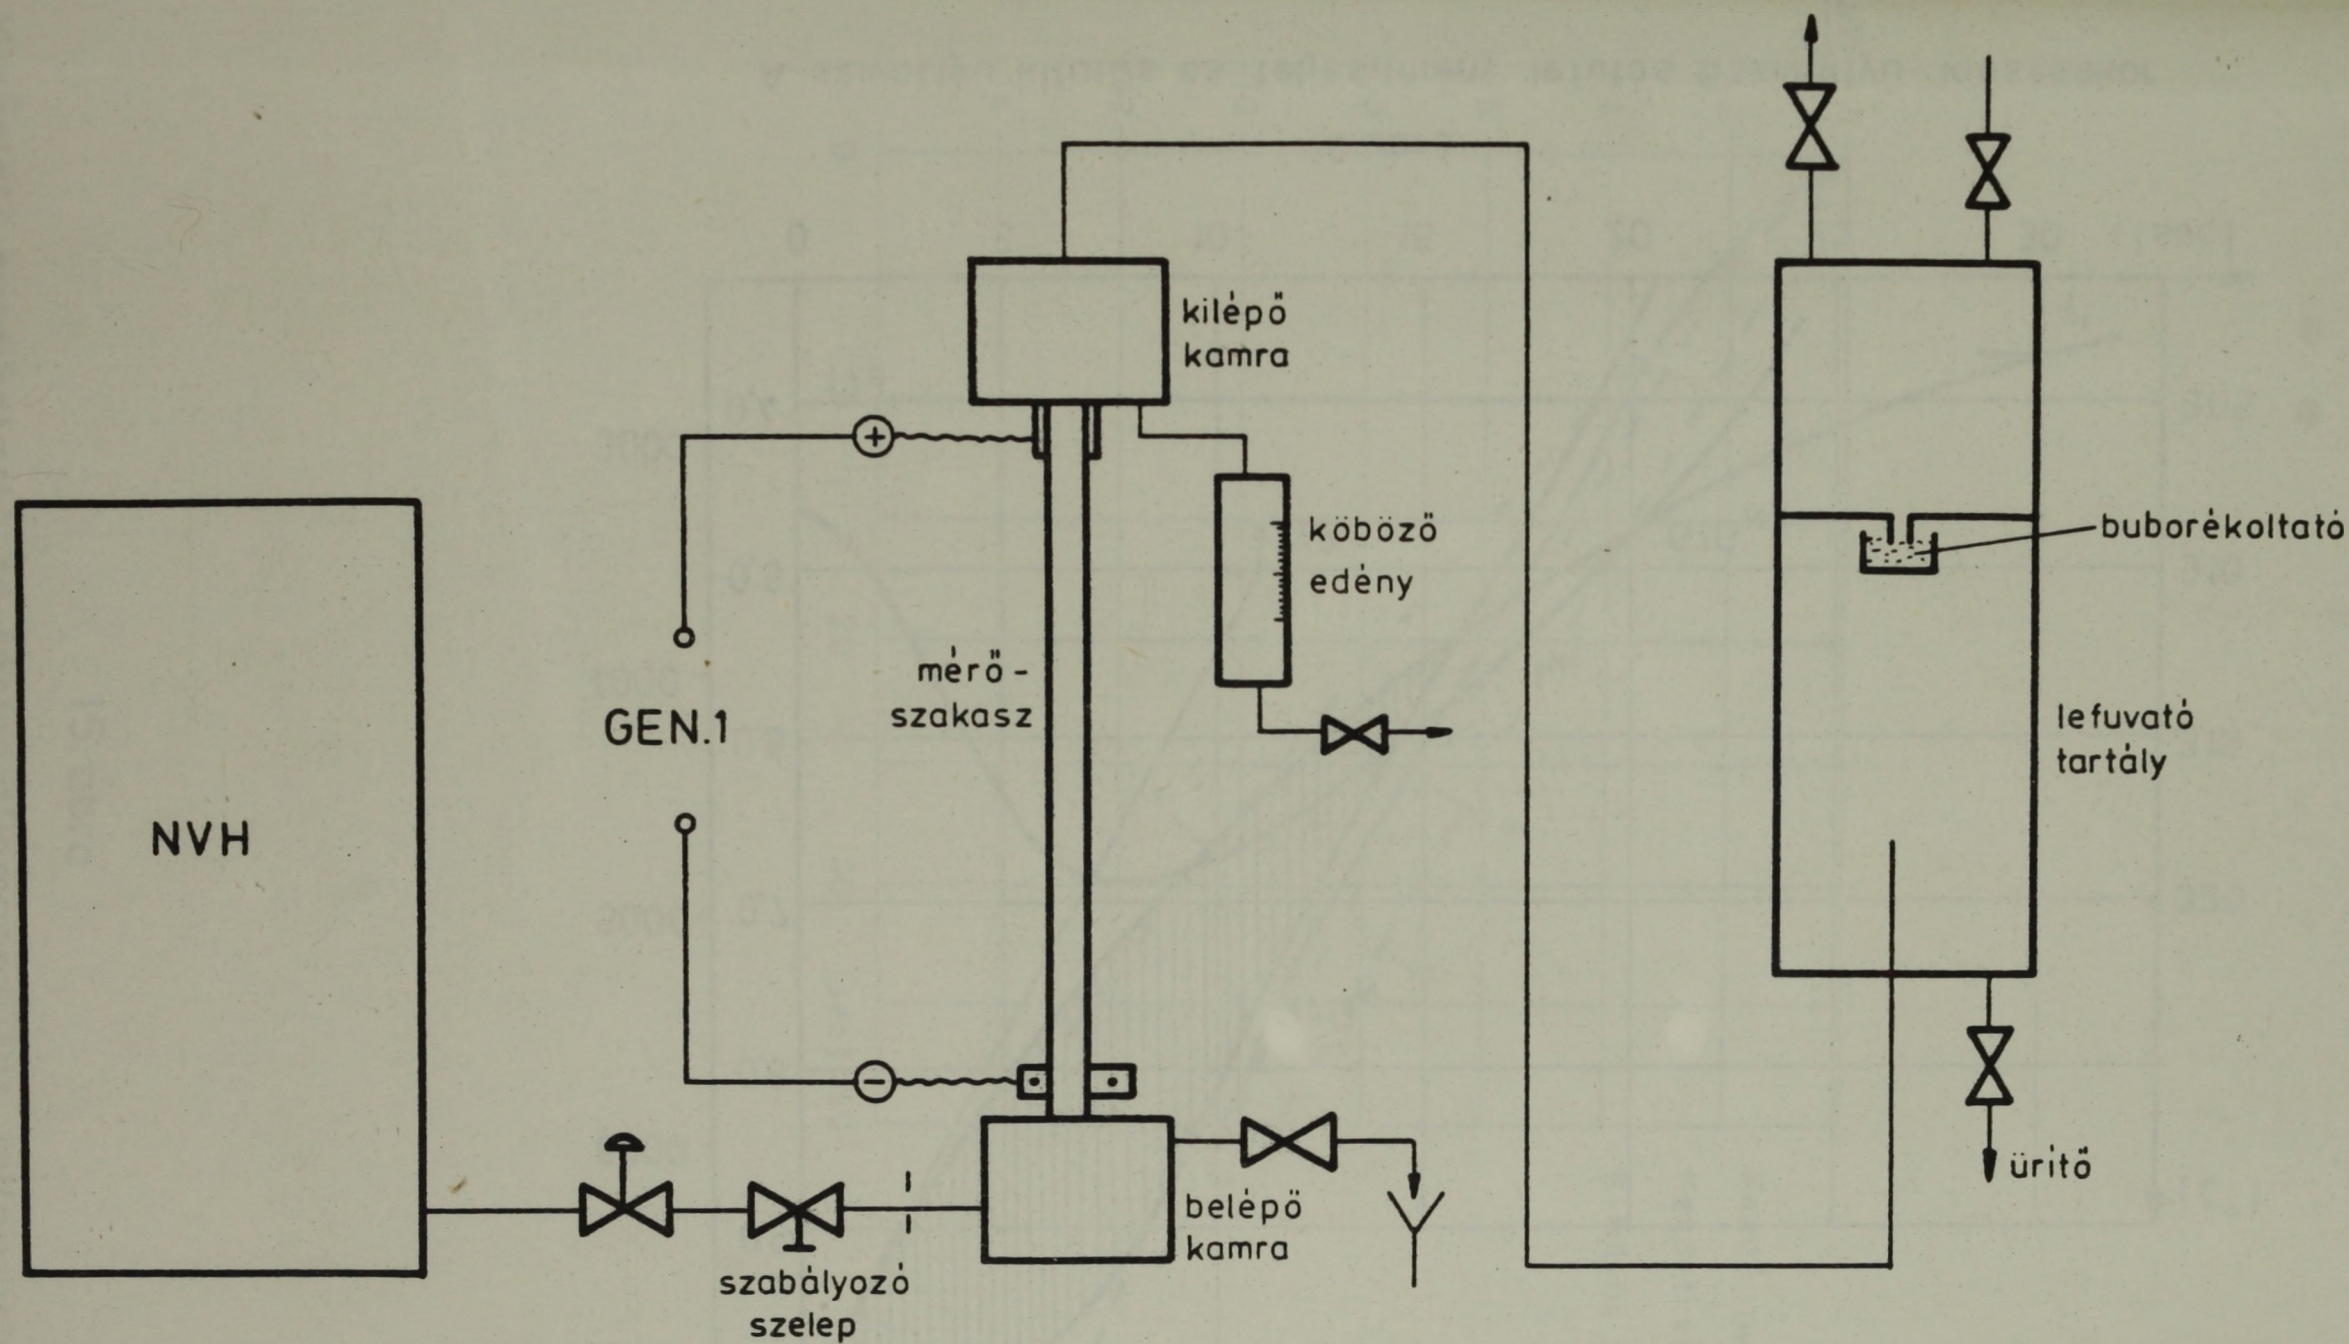 kilépő
kamra
köböző
edény
buborékoltató
mérő-
szakasz
GEN.1
lefuvató
tartály
NVH
ürítő
belépő
kamra
szabályozó
szelep